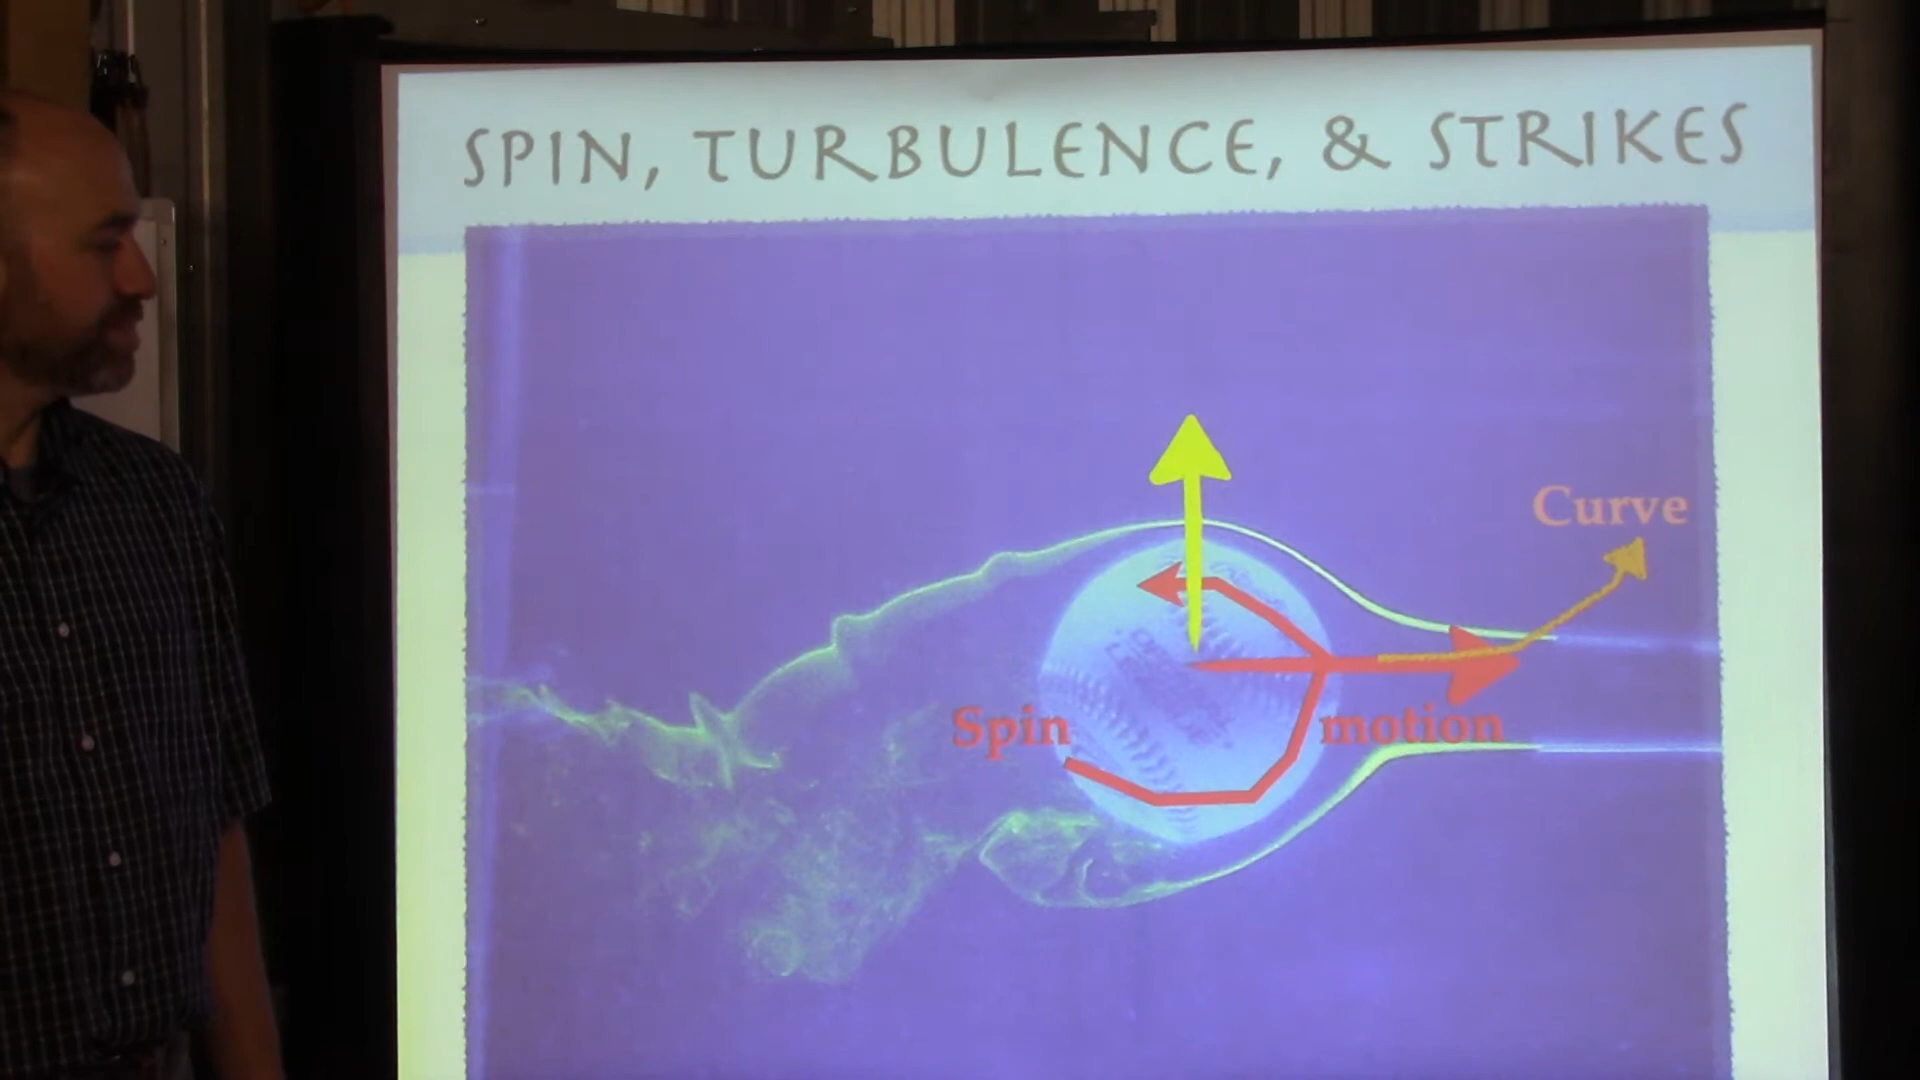 SPIN, TURBULENCE, & STRIKES
Curve
Spin
motion